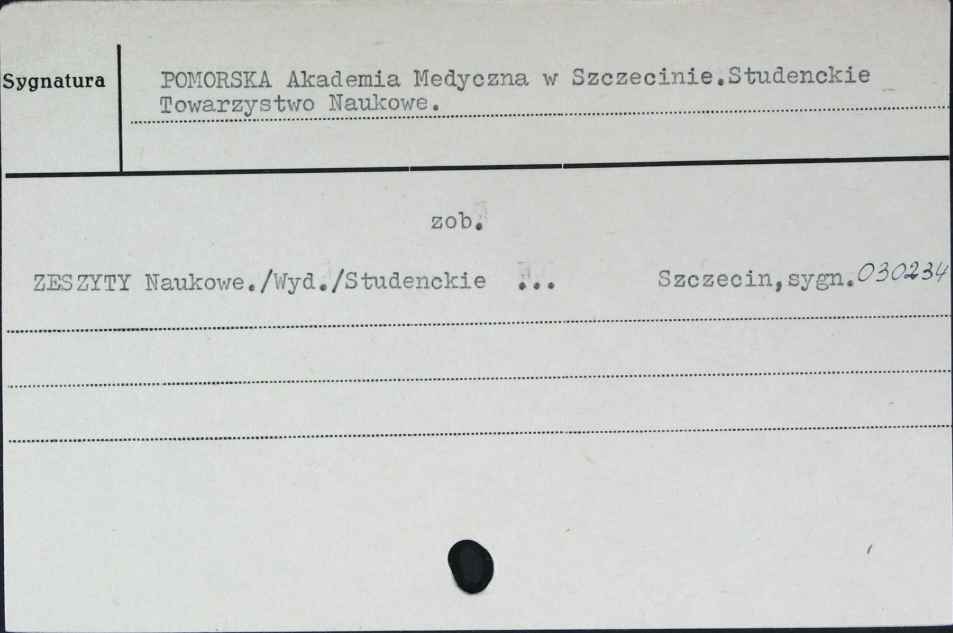 Sygnatura
POMORSKA Akademia Medyczna w Szczecinie.Studenckie
Towarzystwo Naukowe.
zob.
ZESZYTY Naukowe./Wyd./Studenckie ... Szczecin,sygn.030234